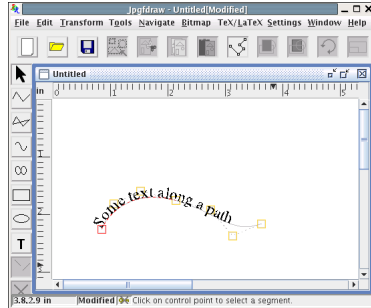 Jpgfdraw - Untitled[Modified]
File Edit Transform Tools Navigate Bitmap TeX/LaTeX Settings Window Help
Untitled
in 0 1 2 3 4 5
Some text along a path
1
2
T
3.8,2.9 in Modified Click on control point to select a segment.